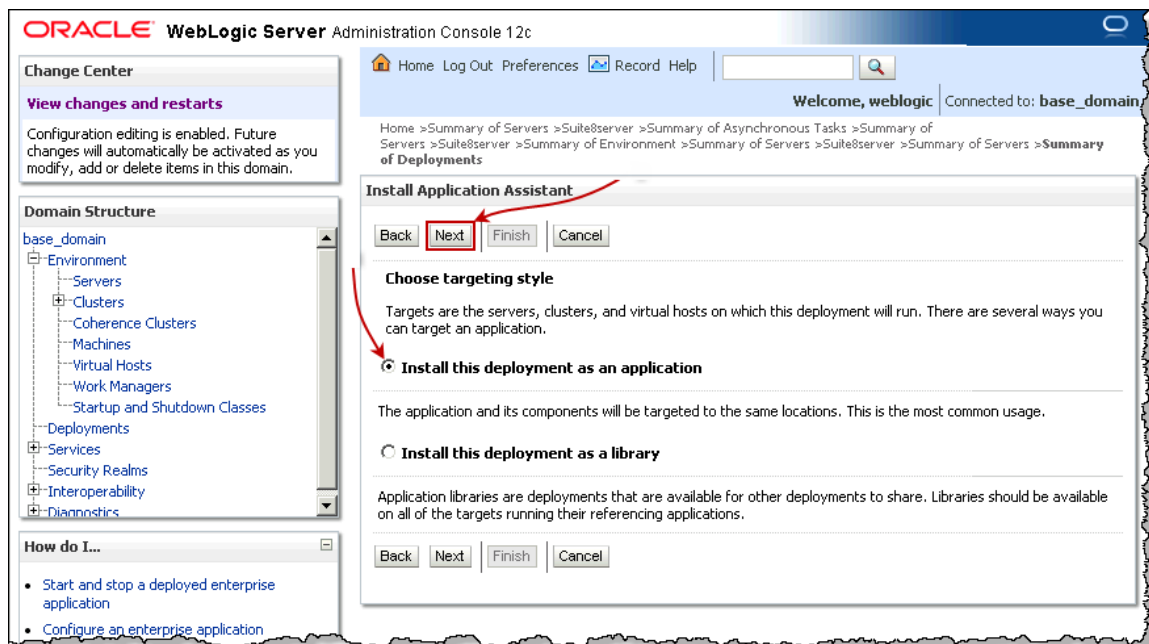 ORACLE WebLogic Server Administration Console 12c
Change Center
View changes and restarts
Configuration editing is enabled. Future
changes will automatically be activated as you
modify, add or delete items in this domain.
Domain Structure
base_domain
Environment
Servers
Clusters
Coherence Clusters
Machines
Virtual Hosts
Work Managers
Startup and Shutdown Classes
Deployments
Services
Security Realms
Interoperability
Diagnostics
How do I...
Start and stop a deployed enterprise
application
Configure an enterprise application
Home Log Out Preferences Record Help
Welcome, weblogic Connected to: base_domain
Home >Summary of Servers >Suite8server >Summary of Asynchronous Tasks >Summary of
Servers >Suite8server >Summary of Environment >Summary of Servers >Suite8server >Summary of Servers >Summary
of Deployments
Install Application Assistant
Back Next Finish Cancel
Choose targeting style
Targets are the servers, clusters, and virtual hosts on which this deployment will run. There are several ways you
can target an application.
Install this deployment as an application
The application and its components will be targeted to the same locations. This is the most common usage.
Install this deployment as a library
Application libraries are deployments that are available for other deployments to share. Libraries should be available
on all of the targets running their referencing applications.
Back Next Finish Cancel